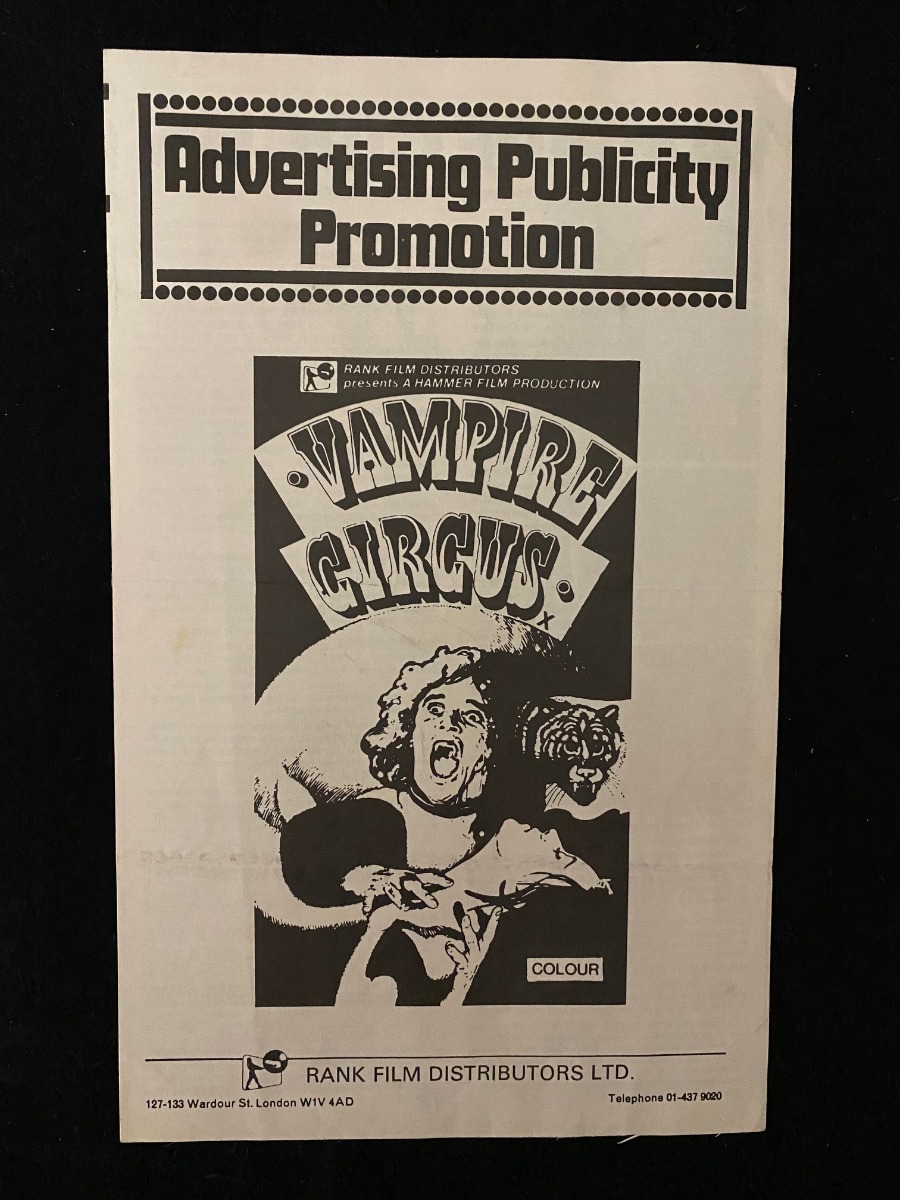 Advertising Publicity
Promotion
RANK FILM DISTRIBUTORS
presents A HAMMER FILM PRODUCTION
VAMPIRE
CIRCUS
X
COLOUR
RANK FILM DISTRIBUTORS LTD.
127-133 Wardour St. London W1V 4AD
Telephone 01-437 9020